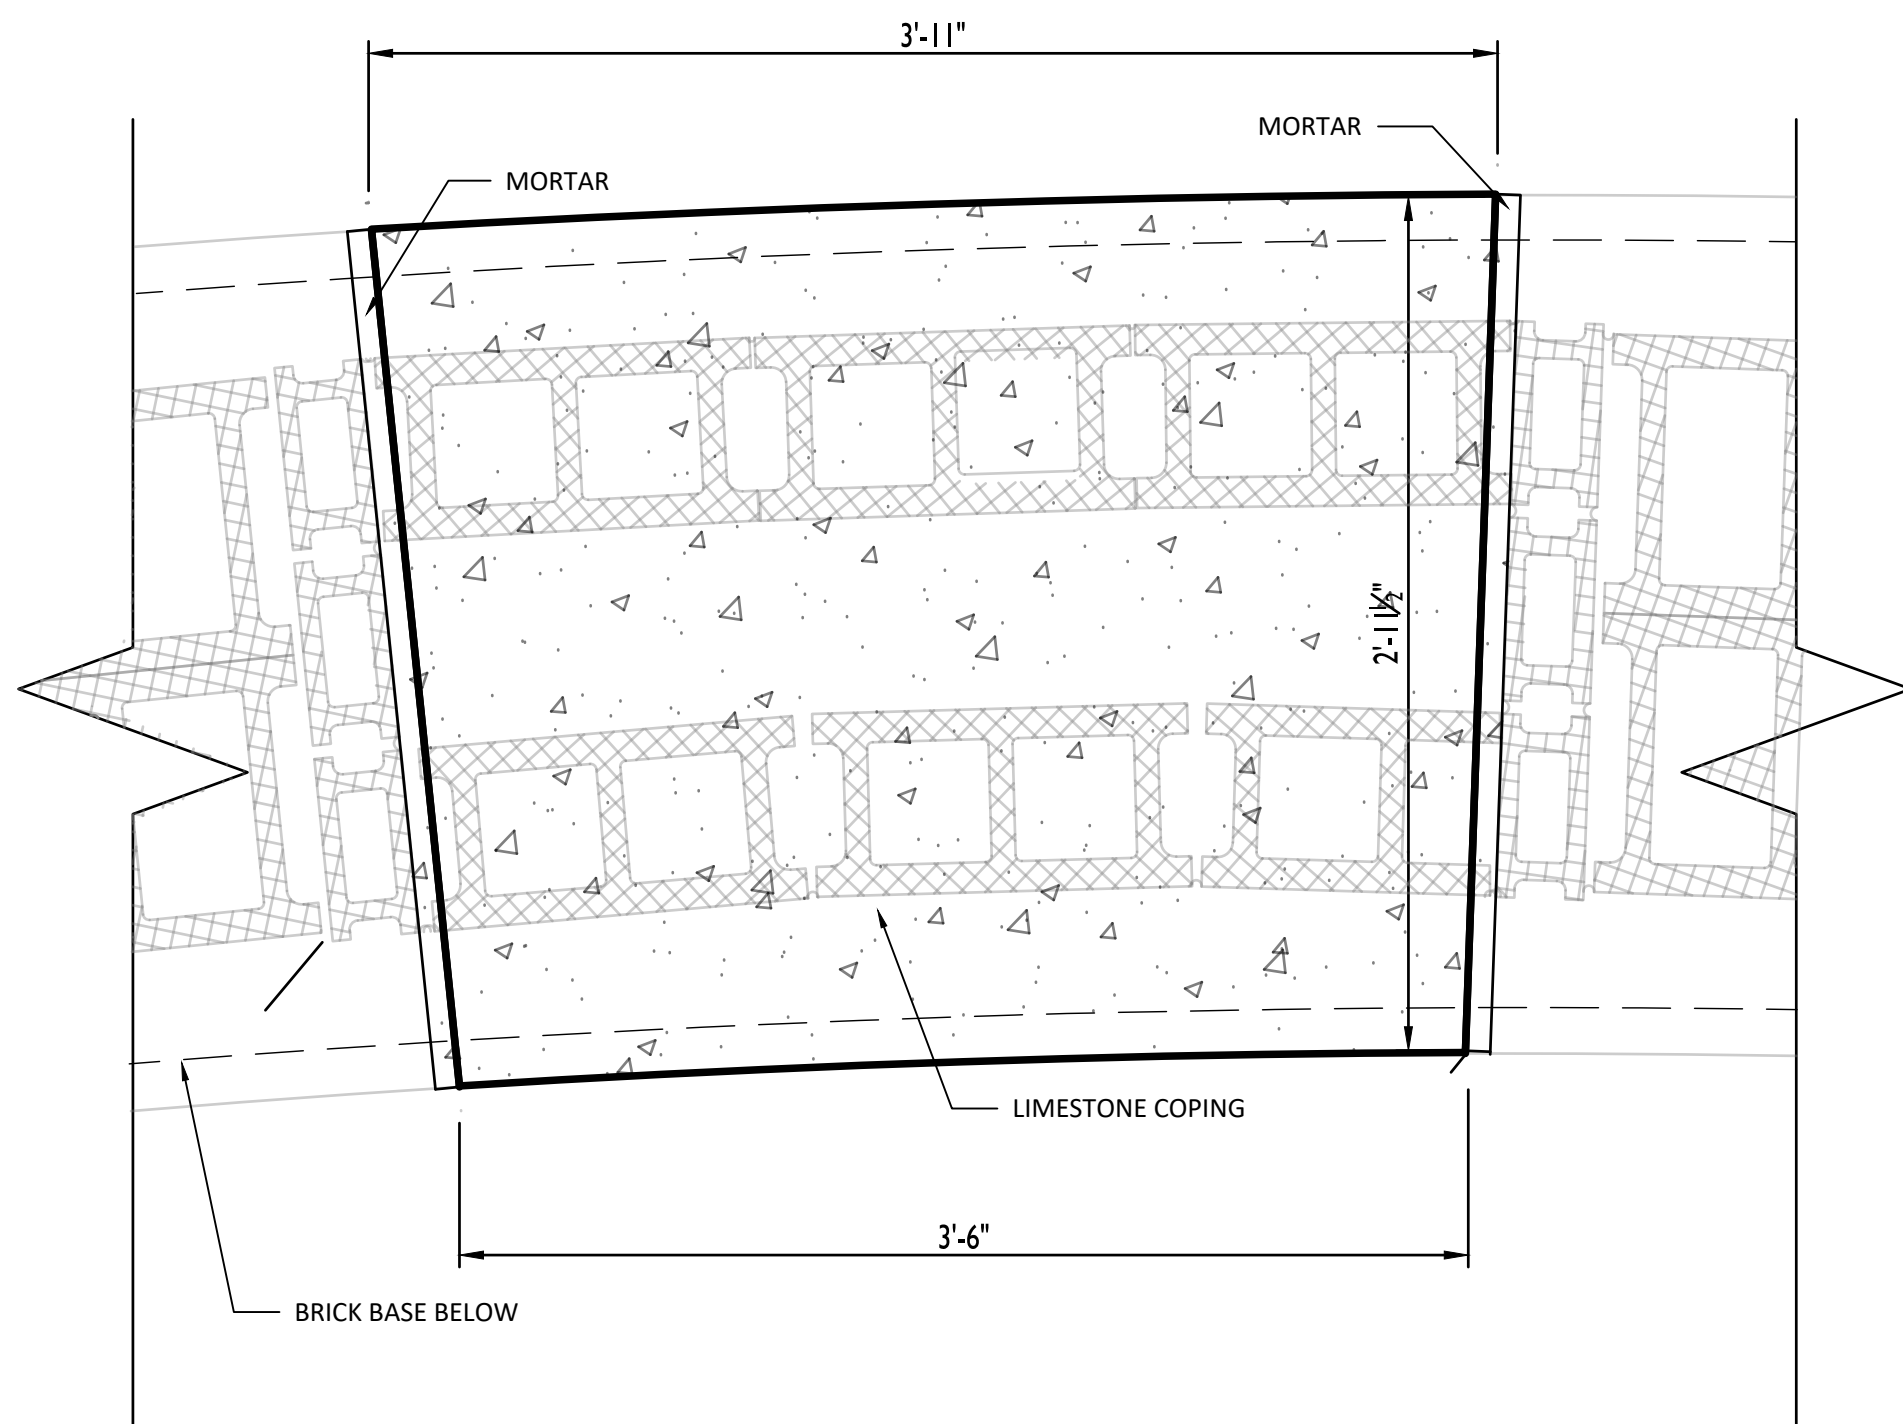 3'-11"
MORTAR
MORTAR
2'-11½"
LIMESTONE COPING
3'-6"
BRICK BASE BELOW